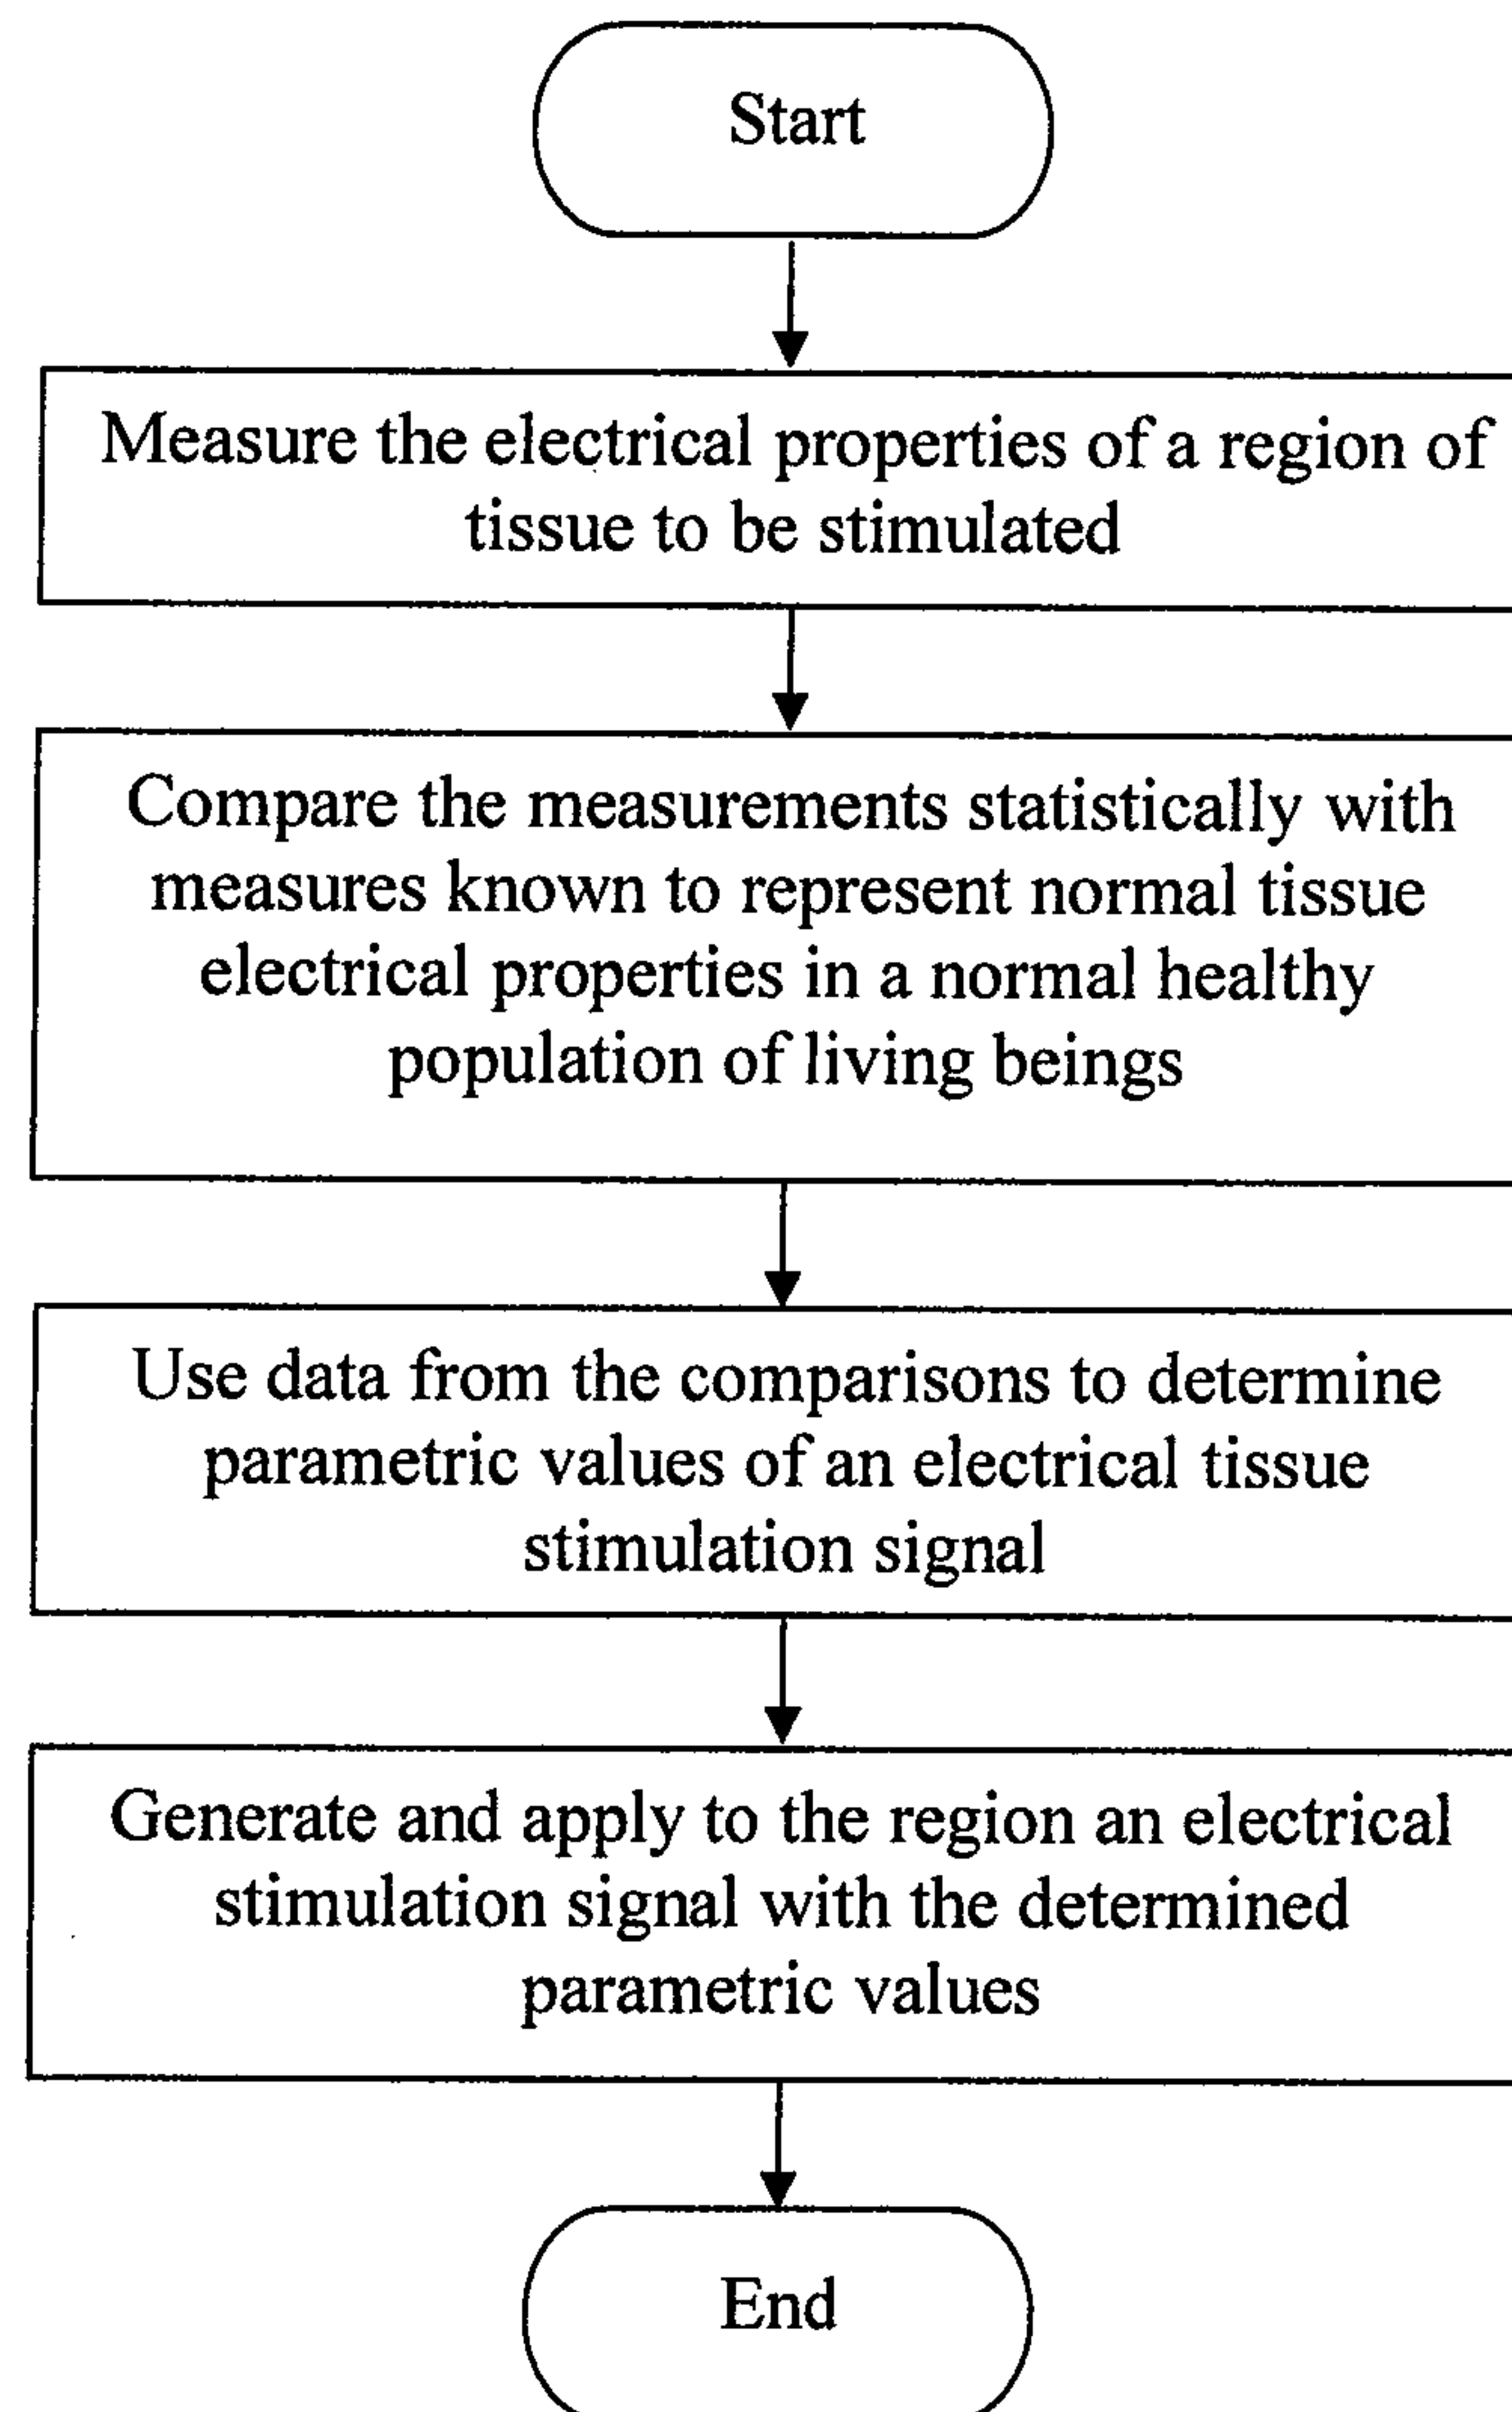 Start
Measure the electrical properties of a region of
tissue to be stimulated
Compare the measurements statistically with
measures known to represent normal tissue
electrical properties in a normal healthy
population of living beings
Use data from the comparisons to determine
parametric values of an electrical tissue
stimulation signal
Generate and apply to the region an electrical
stimulation signal with the determined
parametric values
End